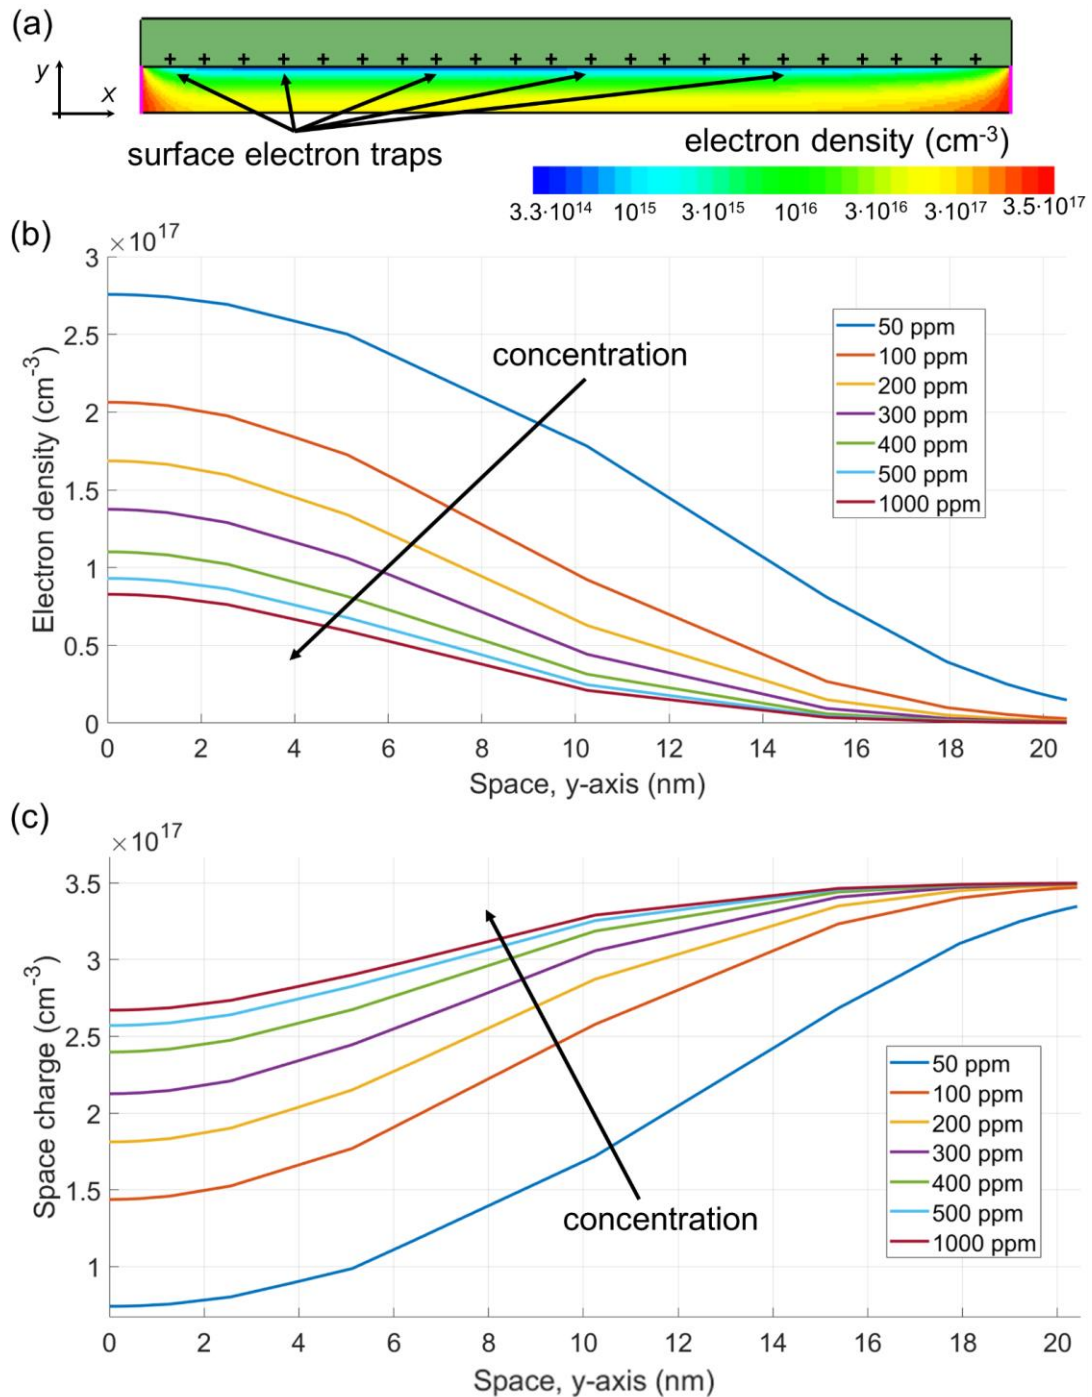 (a)
+ + + + + + + + + + + + + + + + + + + +
y
x
surface electron traps
electron density (cm⁻³)
3.3·10¹⁴ 10¹⁵ 3·10¹⁵ 10¹⁶ 3·10¹⁶ 3·10¹⁷ 3.5·10¹⁷
(b)
×10¹⁷
3
2.5
2
1.5
1
0.5
0
Electron density (cm⁻³)
concentration
50 ppm
100 ppm
200 ppm
300 ppm
400 ppm
500 ppm
1000 ppm
0 2 4 6 8 10 12 14 16 18 20
Space, y-axis (nm)
(c)
×10¹⁷
3.5
3
2.5
2
1.5
1
Space charge (cm⁻³)
concentration
50 ppm
100 ppm
200 ppm
300 ppm
400 ppm
500 ppm
1000 ppm
0 2 4 6 8 10 12 14 16 18 20
Space, y-axis (nm)